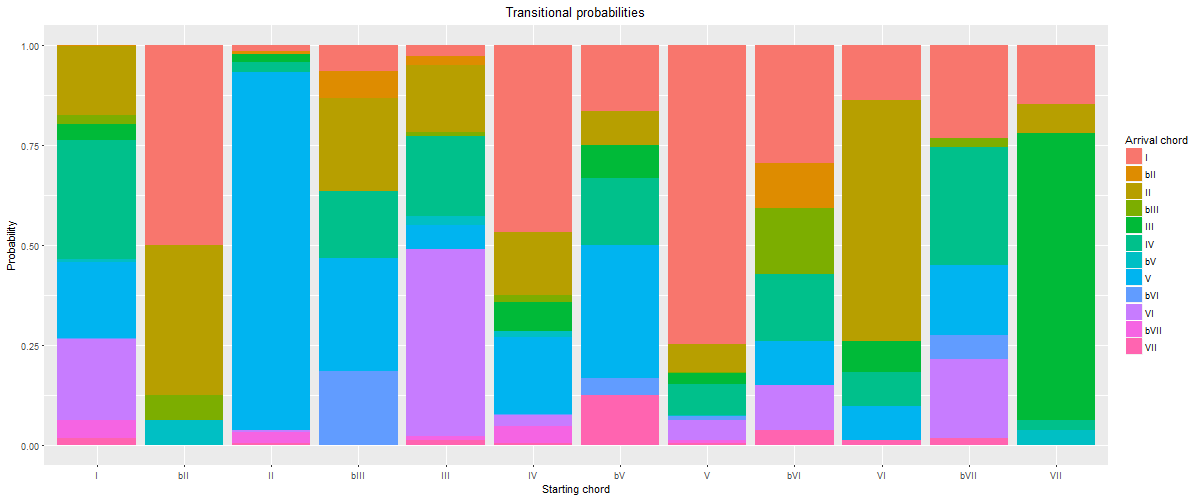 Transitional probabilities
1.00
0.75
0.50
0.25
0.00
Probability
I bII II bIII III IV bV V bVI VI bVII VII
Starting chord
Arrival chord
I
bII
II
bIII
III
IV
bV
V
bVI
VI
bVII
VII